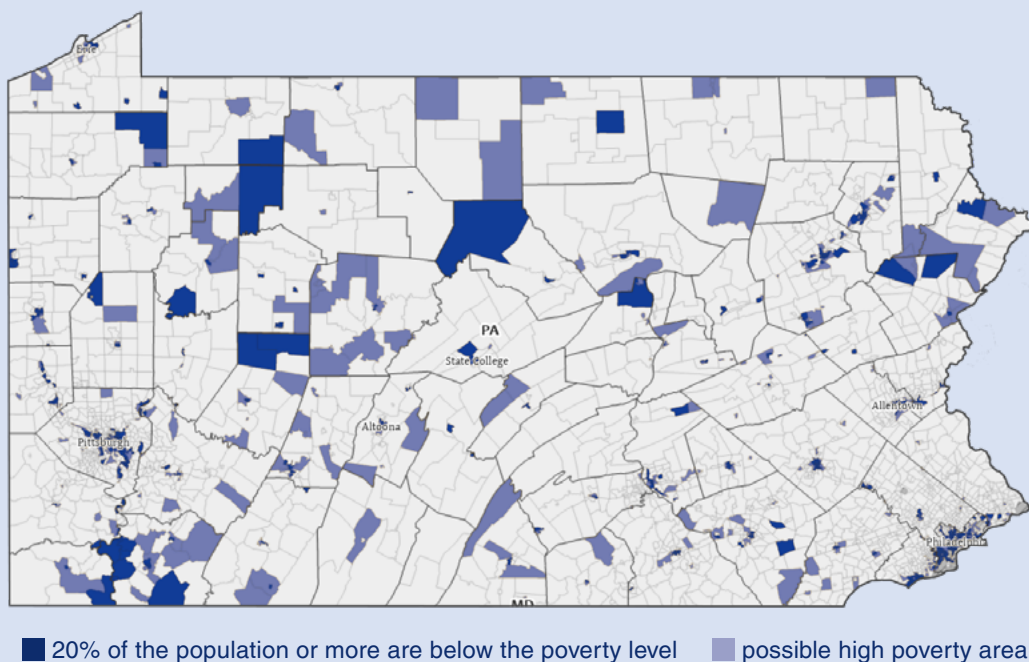 Erie
PA
State College
Allentown
Altoona
Pittsburgh
Philadelphia
MD
20% of the population or more are below the poverty level
possible high poverty area